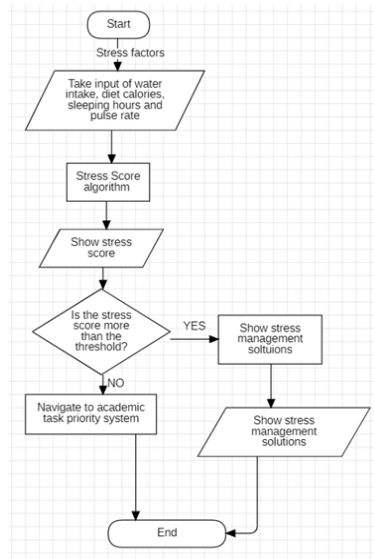 Start
Stress factors
Take input of water
intake, diet calories,
sleeping hours and
pulse rate
Stress Score
algorithm
Show stress
score
Is the stress
score more
than the
threshold?
YES
Show stress
management
soltuions
NO
Navigate to academic
task priority system
Show stress
management
solutions
End